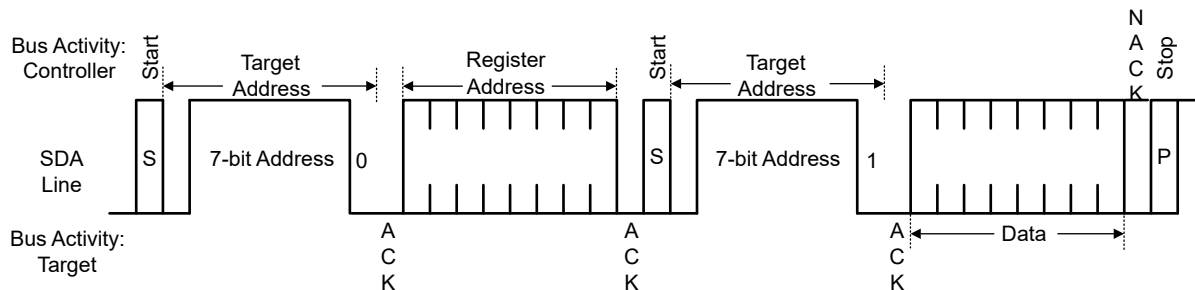 Bus Activity:
Controller
Start
Target
Address
Register
Address
Start
Target
Address
N
A
C
K
Stop
SDA
Line
S
7-bit Address
0
S
7-bit Address
1
P
Bus Activity:
Target
A
C
K
A
C
K
A
C
K
Data